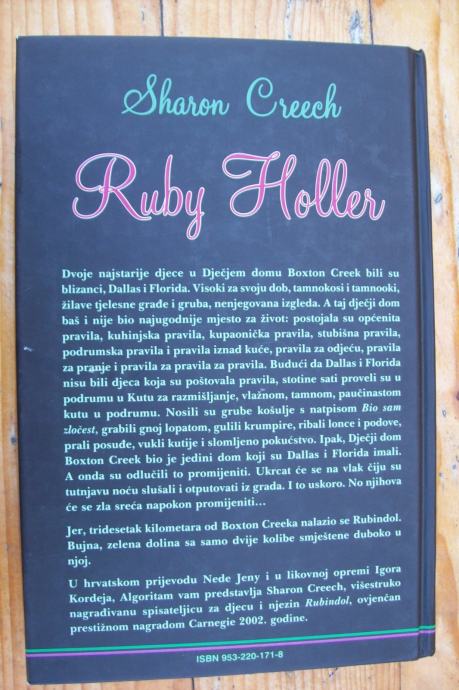 Sharon Creech
Ruby Holler
Dvoje najstarije djece u Dječjem domu Boxton Creek bili su
blizanci, Dallas i Florida. Visoki za svoju dob, tamnokosi i tamnooki,
žilave tjelesne građe i gruba, nenjegovana izgleda. A taj dječji dom
baš i nije bio najugodnije mjesto za život: postojala su općenita
pravila, kuhinjska pravila, kupaonička pravila, stubišna pravila,
podrumska pravila i pravila iznad kuće, pravila za odjeću, pravila
za pranje i pravila za pravila za pravila. Budući da Dallas i Florida
nisu bili djeca koja su poštovala pravila, stotine sati proveli su u
podrumu u Kutu za razmišljanje, vlažnom, tamnom, paučinastom
kutu u podrumu. Nosili su grube košulje s natpisom Bio sam
zločest, grabili gnoj lopatom, gulili krumpire, ribali lonce i podove,
prali posuđe, vukli kutije i slomljeno pokućstvo. Ipak, Dječji dom
Boxton Creek bio je jedini dom koji su Dallas i Florida imali.
A onda su odlučili to promijeniti. Ukrcat će se na vlak čiju su
tutnjavu noću slušali i otputovati iz grada. I to uskoro. No njihova
će se zla sreća napokon promijeniti...
Jer, tridesetak kilometara od Boxton Creeka nalazio se Rubindol.
Bujna, zelena dolina sa samo dvije kolibe smještene duboko u
njoj.
U hrvatskom prijevodu Nede Jeny i u likovnoj opremi Igora
Kordeja, Algoritam vam predstavlja Sharon Creech, višestruko
nagrađivanu spisateljicu za djecu i njezin Rubindol, ovjenčan
prestižnom nagradom Carnegie 2002. godine.
ISBN 953-220-171-8